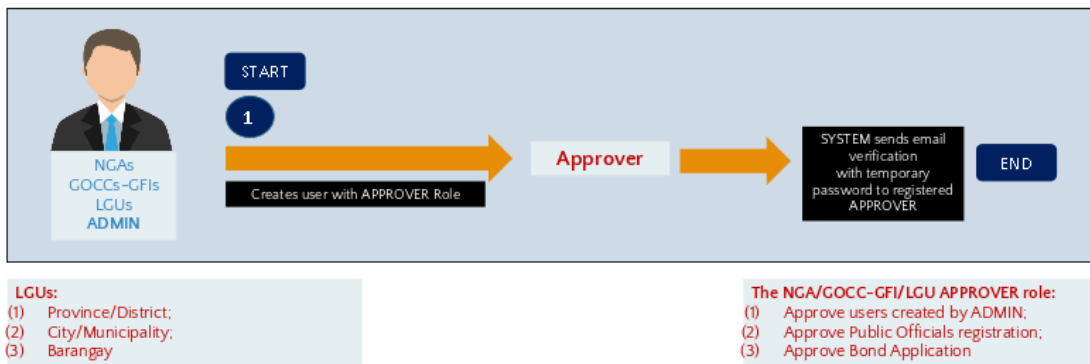 START
1
NGAs
GOCCs-GFIs
LGUs
ADMIN
Creates user with APPROVER Role
Approver
SYSTEM sends email
verification
with temporary
password to registered
APPROVER
END
LGUs:
(1) Province/District;
(2) City/Municipality;
(3) Barangay
The NGA/GOCC-GFI/LGU APPROVER role:
(1) Approve users created by ADMIN;
(2) Approve Public Officials registration;
(3) Approve Bond Application